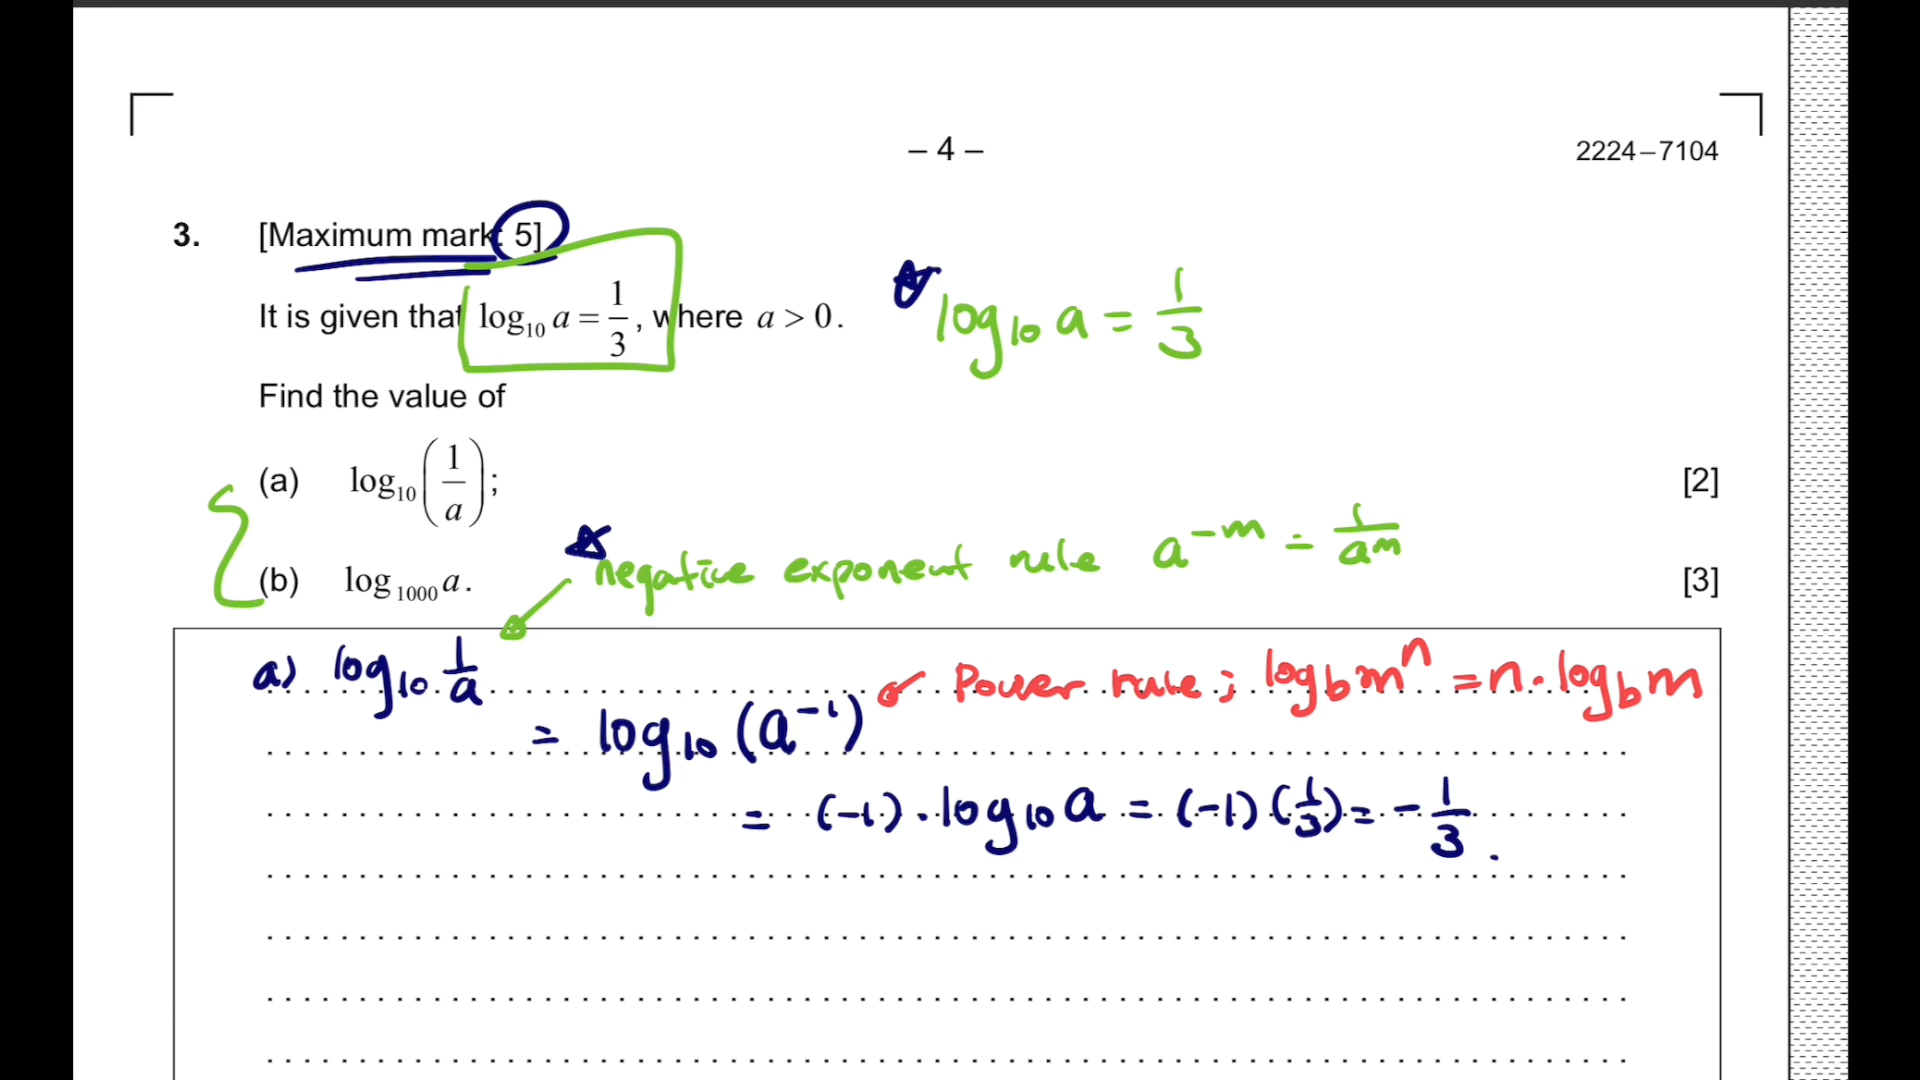 – 4 –
2224–7104
3. [Maximum mark: 5]
It is given that log₁₀ a = 1/3, where a > 0.
log₁₀ a = 1/3
Find the value of
(a) log₁₀(1/a); [2]
negative exponent rule a⁻ᵐ = 1/aᵐ
(b) log₁₀₀₀ a. [3]
a) log₁₀ 1/a
Power rule; log_b mⁿ = n · log_b m
= log₁₀ (a⁻¹)
= (-1) · log₁₀ a = (-1)(1/3) = -1/3.